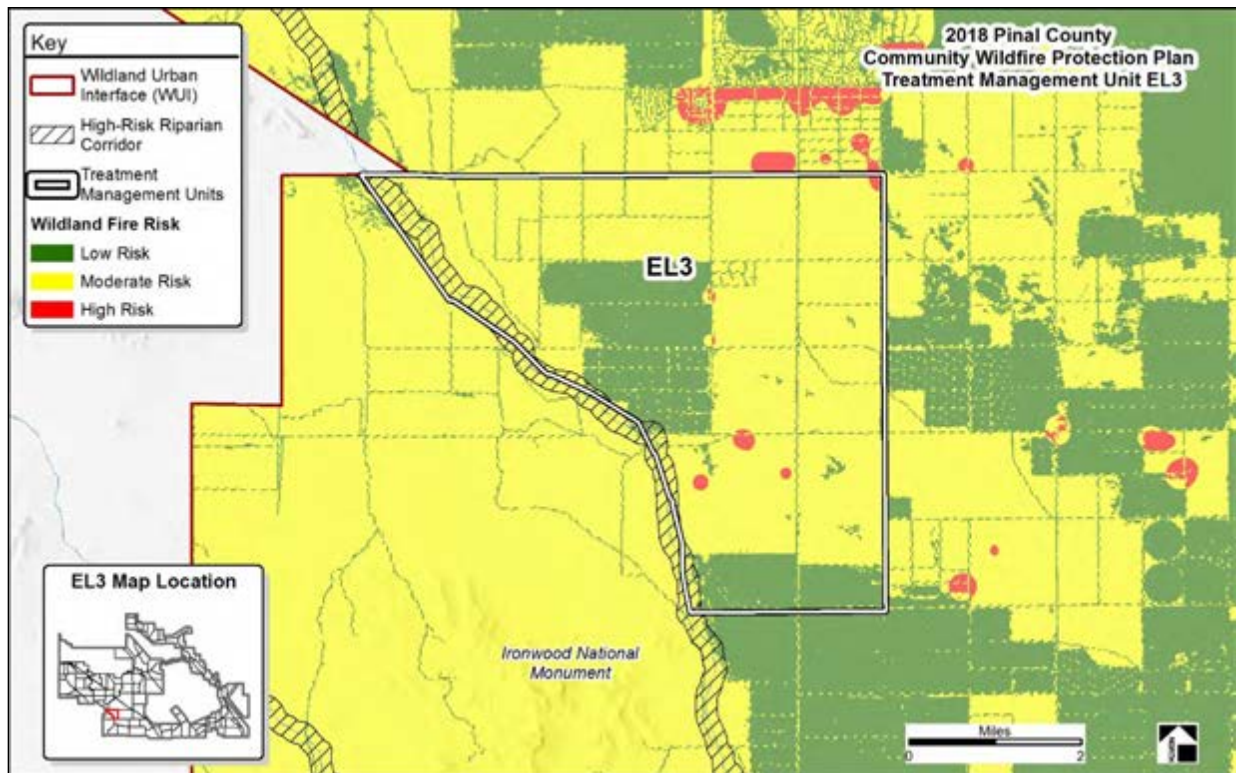 2018 Pinal County
Community Wildfire Protection Plan
Treatment Management Unit EL3
Key
Wildland Urban
Interface (WUI)
High-Risk Riparian
Corridor
Treatment
Management Units
Wildland Fire Risk
Low Risk
Moderate Risk
High Risk
EL3
Ironwood National
Monument
EL3 Map Location
Miles
0
2